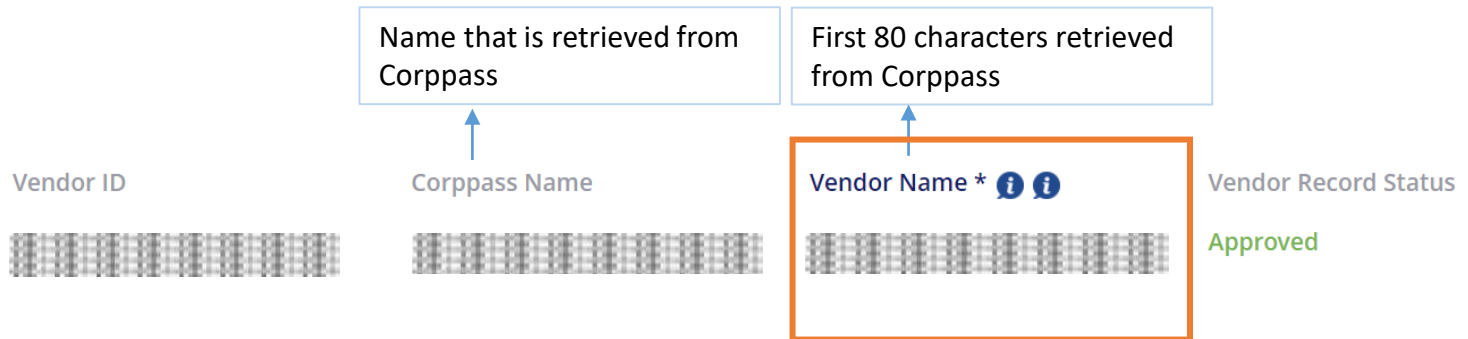 Name that is retrieved from
Corppass
First 80 characters retrieved
from Corppass
Vendor ID
Corppass Name
Vendor Name *
Vendor Record Status
Approved